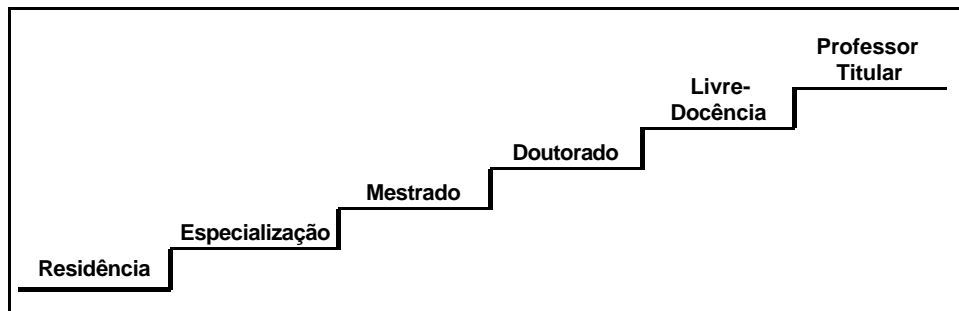 Professor
Titular
Livre-
Docência
Doutorado
Mestrado
Especialização
Residência